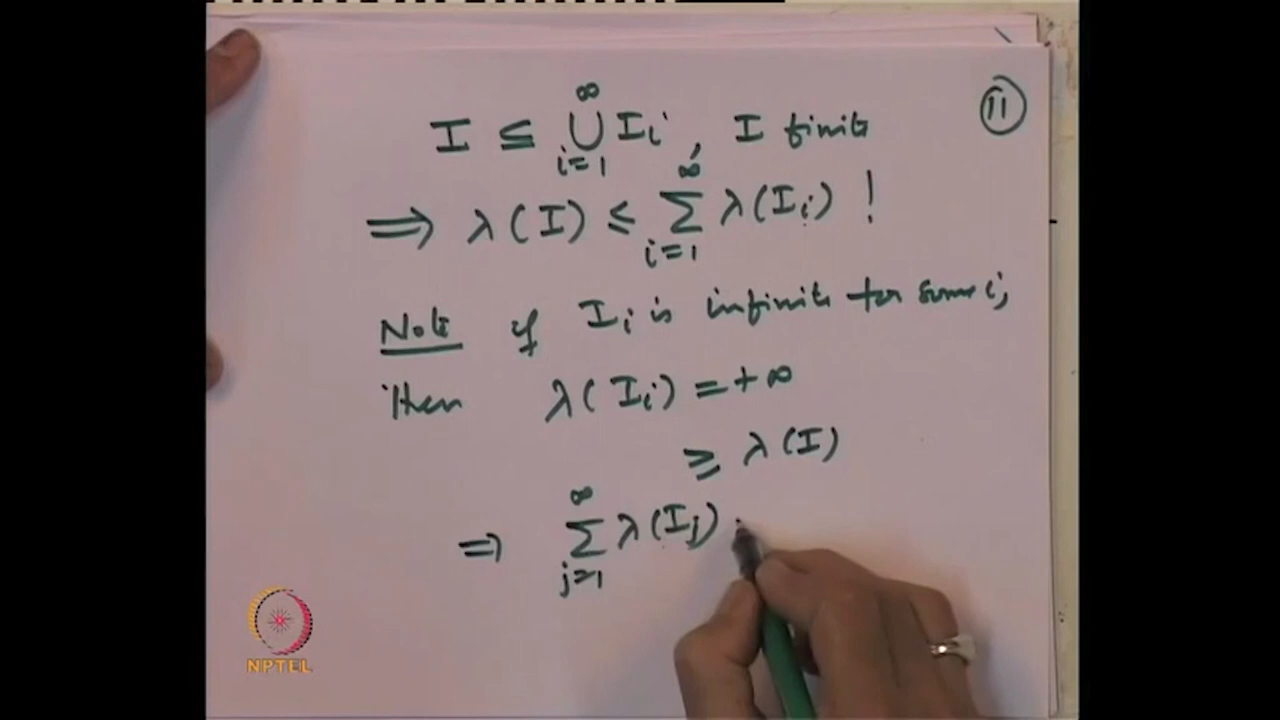 ⑪
I ⊆ ⋃_{i=1}^{∞} I_i , I finite
⟹ λ(I) ≤ ∑_{i=1}^{∞} λ(I_i) !
Note if I_i is infinite for some i,
then λ(I_i) = +∞
≥ λ(I)
⇒ ∑_{j=1}^{∞} λ(I_j)
NPTEL